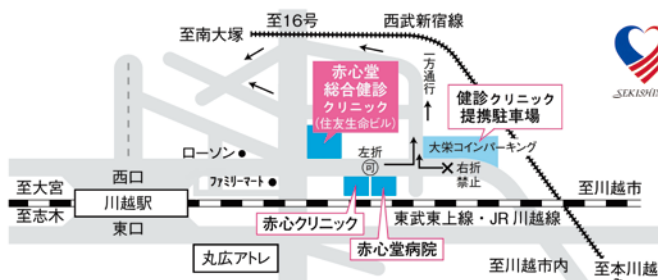 至16号
西武新宿線
至南大塚
赤心堂
総合健診
クリニック
(住友生命ビル)
一方通行
健診クリニック
提携駐車場
SEKISHIN
ローソン
左折
可
大栄コインパーキング
右折
禁止
西口
ファミリーマート
至大宮
至川越市
川越駅
至志木
赤心クリニック
東武東上線・JR川越線
東口
赤心堂病院
丸広アトレ
至川越市内
至本川越